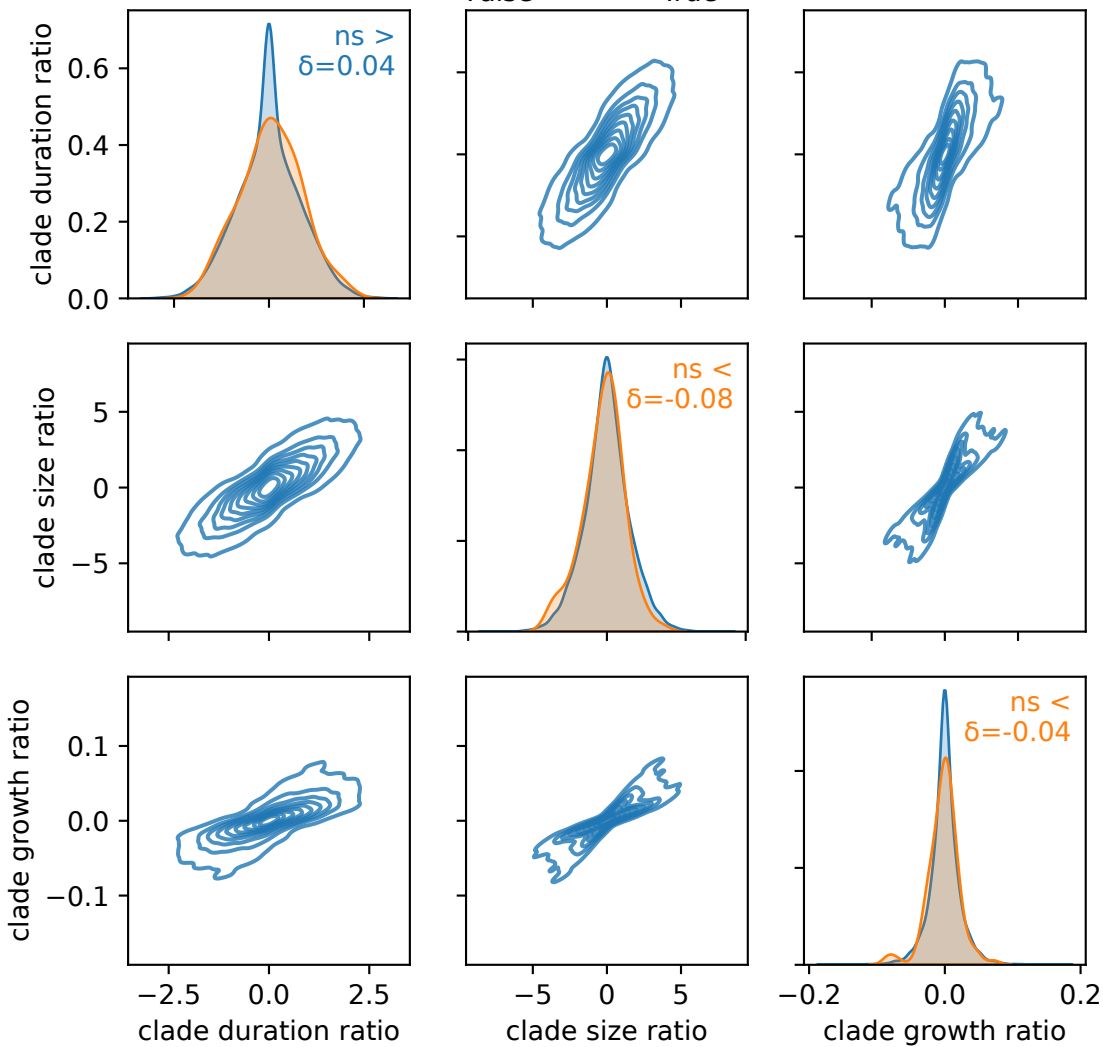 clade duration ratio
0.6
0.4
0.2
0.0
ns >
δ=0.04
clade size ratio
5
0
−5
ns <
δ=-0.08
clade growth ratio
0.1
0.0
−0.1
ns <
δ=-0.04
−2.5 0.0 2.5
−5 0 5
−0.2 0.0 0.2
clade duration ratio
clade size ratio
clade growth ratio